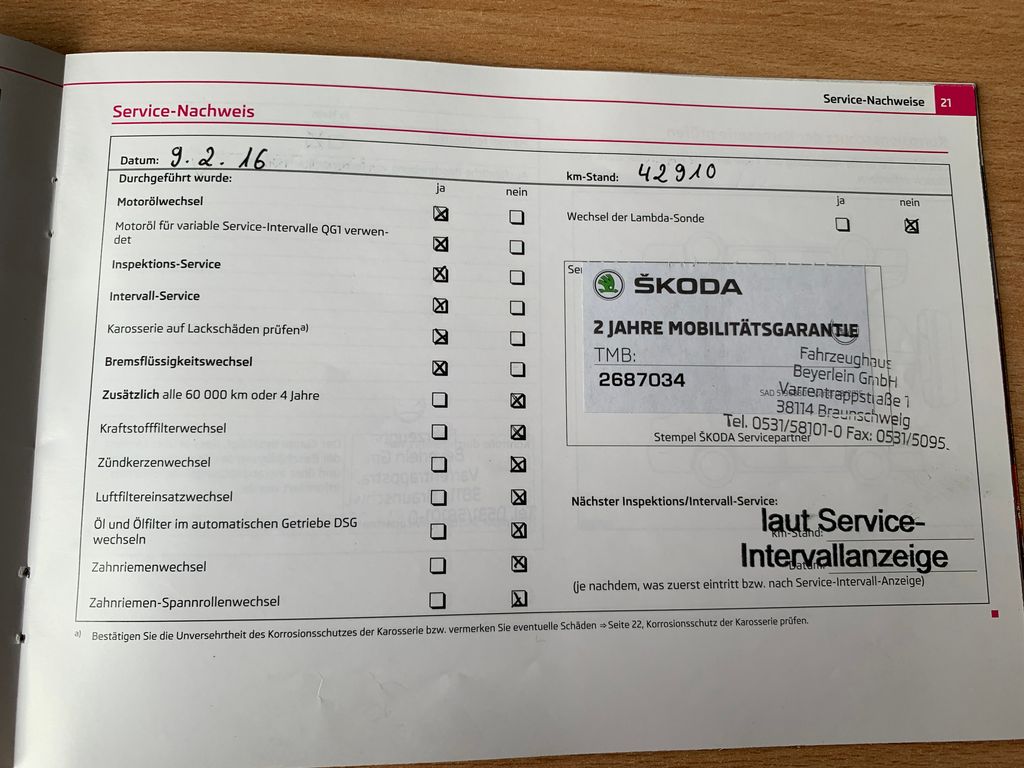 Service-Nachweise 21
Service-Nachweis
Datum: 9.2.16
km-Stand: 42910
Durchgeführt wurde:
ja nein
Motorölwechsel
Motoröl für variable Service-Intervalle QG1 verwen-
det
Inspektions-Service
Intervall-Service
Karosserie auf Lackschäden prüfen a)
Bremsflüssigkeitswechsel
Zusätzlich alle 60 000 km oder 4 Jahre
Kraftstofffilterwechsel
Zündkerzenwechsel
Luftfiltereinsatzwechsel
Öl und Ölfilter im automatischen Getriebe DSG
wechseln
Zahnriemenwechsel
Zahnriemen-Spannrollenwechsel
ja nein
Wechsel der Lambda-Sonde
ŠKODA
2 JAHRE MOBILITÄTSGARANTIE
TMB:
2687034
Fahrzeughaus
Beyerlein GmbH
Varrentrappstraße 1
38114 Braunschweig
Tel. 0531/58101-0 Fax: 0531/5095
Stempel ŠKODA Servicepartner
Nächster Inspektions/Intervall-Service:
laut Service-
km-Stand:
Intervallanzeige
Datum:
(je nachdem, was zuerst eintritt bzw. nach Service-Intervall-Anzeige)
a) Bestätigen Sie die Unversehrtheit des Korrosionsschutzes der Karosserie bzw. vermerken Sie eventuelle Schäden ⇒ Seite 22, Korrosionsschutz der Karosserie prüfen.